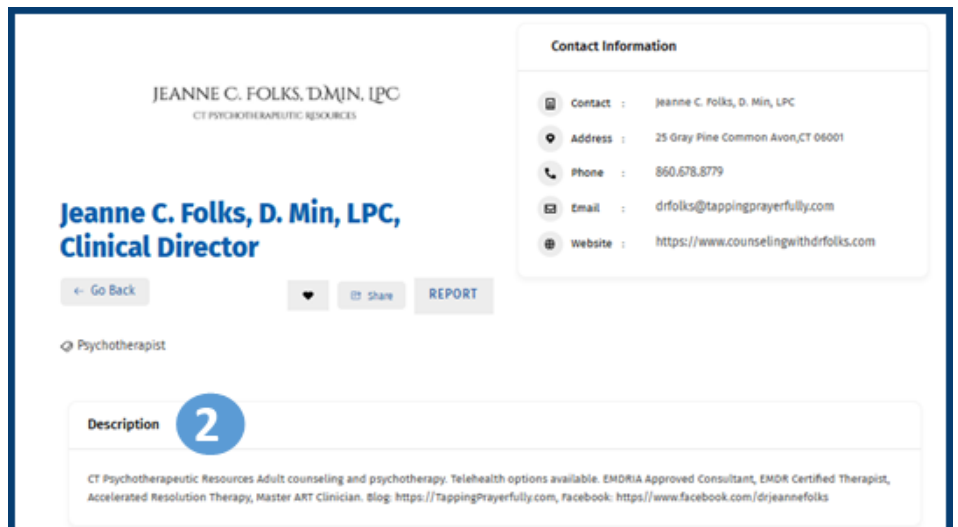 JEANNE C. FOLKS, D.MIN, LPC
CT PSYCHOTHERAPEUTIC RESOURCES
Jeanne C. Folks, D. Min, LPC,
Clinical Director
← Go Back
Share
REPORT
Psychotherapist
Contact Information
Contact : Jeanne C. Folks, D. Min, LPC
Address : 25 Gray Pine Common Avon,CT 06001
Phone : 860.678.8779
Email : drfolks@tappingprayerfully.com
Website : https://www.counselingwithdrfolks.com
Description 2
CT Psychotherapeutic Resources Adult counseling and psychotherapy. Telehealth options available. EMDRIA Approved Consultant, EMDR Certified Therapist,
Accelerated Resolution Therapy, Master ART Clinician. Blog: https://TappingPrayerfully.com, Facebook: https//www.facebook.com/drjeannefolks